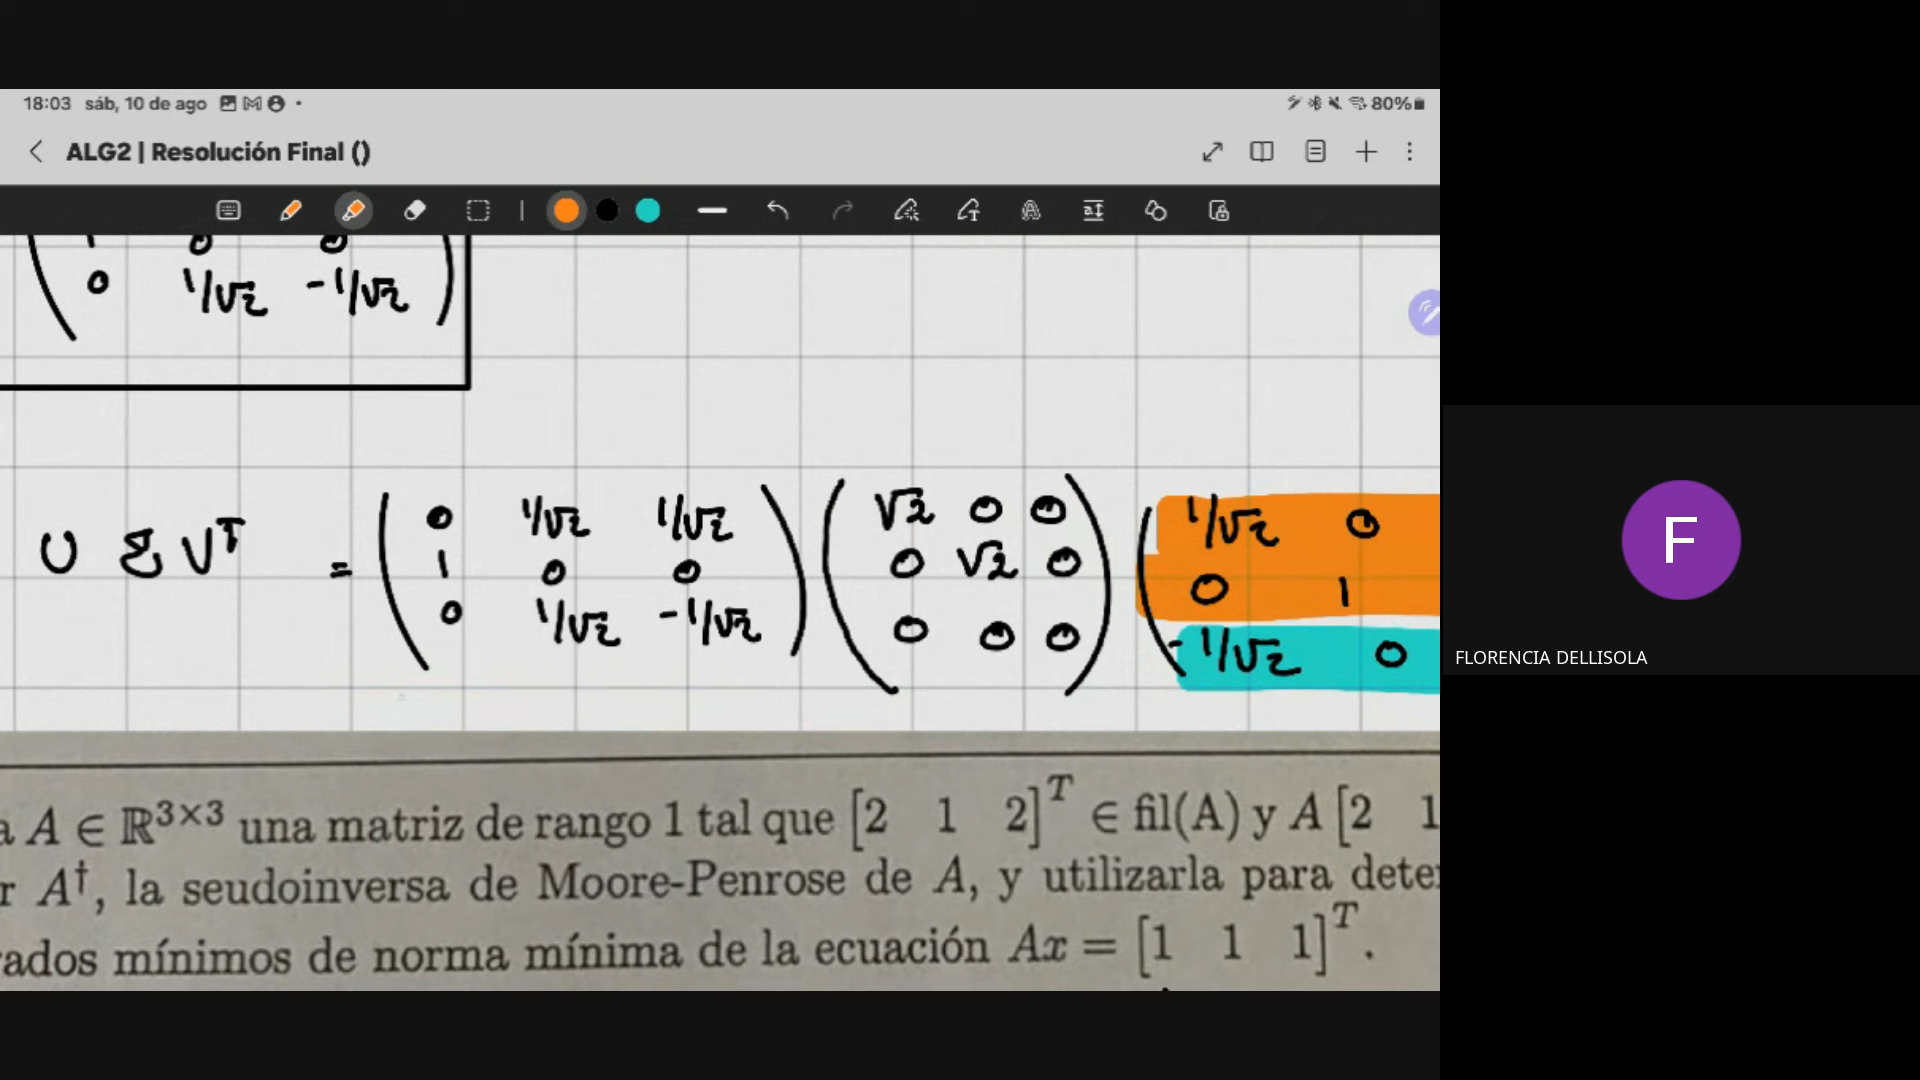 18:03 sáb, 10 de ago 80%
ALG2 | Resolución Final ()
1 0 0
0 1/√2 -1/√2
U Σ V^T = ( 0 1/√2 1/√2 ) ( √2 0 0 ) ( 1/√2 0
1 0 0 0 √2 0 0 1
0 1/√2 -1/√2 0 0 0 -1/√2 0
a A ∈ ℝ^{3×3} una matriz de rango 1 tal que [2 1 2]^T ∈ fil(A) y A [2 1
r A†, la seudoinversa de Moore-Penrose de A, y utilizarla para dete
ados mínimos de norma mínima de la ecuación Ax = [1 1 1]^T.
F
FLORENCIA DELLISOLA